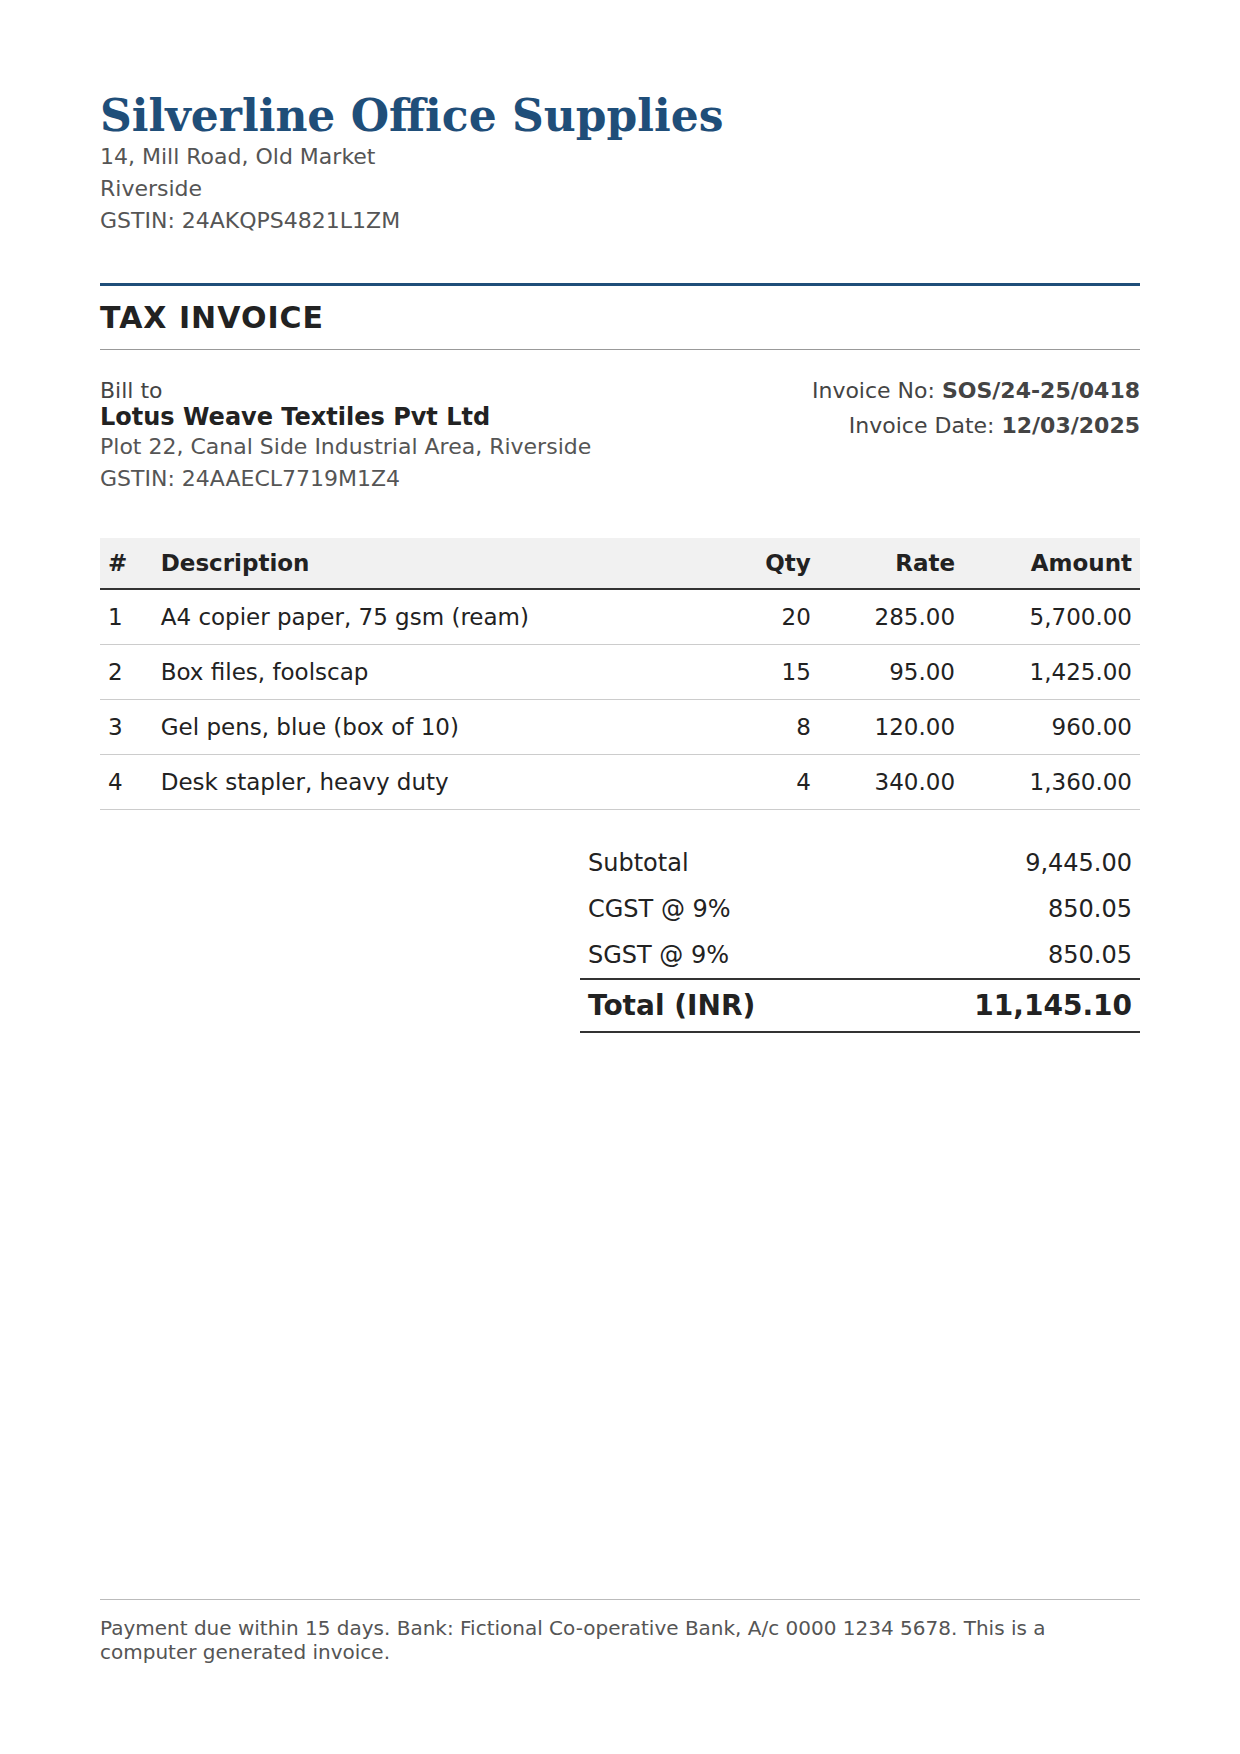 Silverline Office Supplies
14, Mill Road, Old Market
Riverside
GSTIN: 24AKQPS4821L1ZM
TAX INVOICE
Bill to
Lotus Weave Textiles Pvt Ltd
Plot 22, Canal Side Industrial Area, Riverside
GSTIN: 24AAECL7719M1Z4
Invoice No: SOS/24-25/0418
Invoice Date: 12/03/2025
# Description Qty Rate Amount
1 A4 copier paper, 75 gsm (ream) 20 285.00 5,700.00
2 Box files, foolscap 15 95.00 1,425.00
3 Gel pens, blue (box of 10) 8 120.00 960.00
4 Desk stapler, heavy duty 4 340.00 1,360.00
Subtotal 9,445.00
CGST @ 9% 850.05
SGST @ 9% 850.05
Total (INR) 11,145.10
Payment due within 15 days. Bank: Fictional Co-operative Bank, A/c 0000 1234 5678. This is a
computer generated invoice.